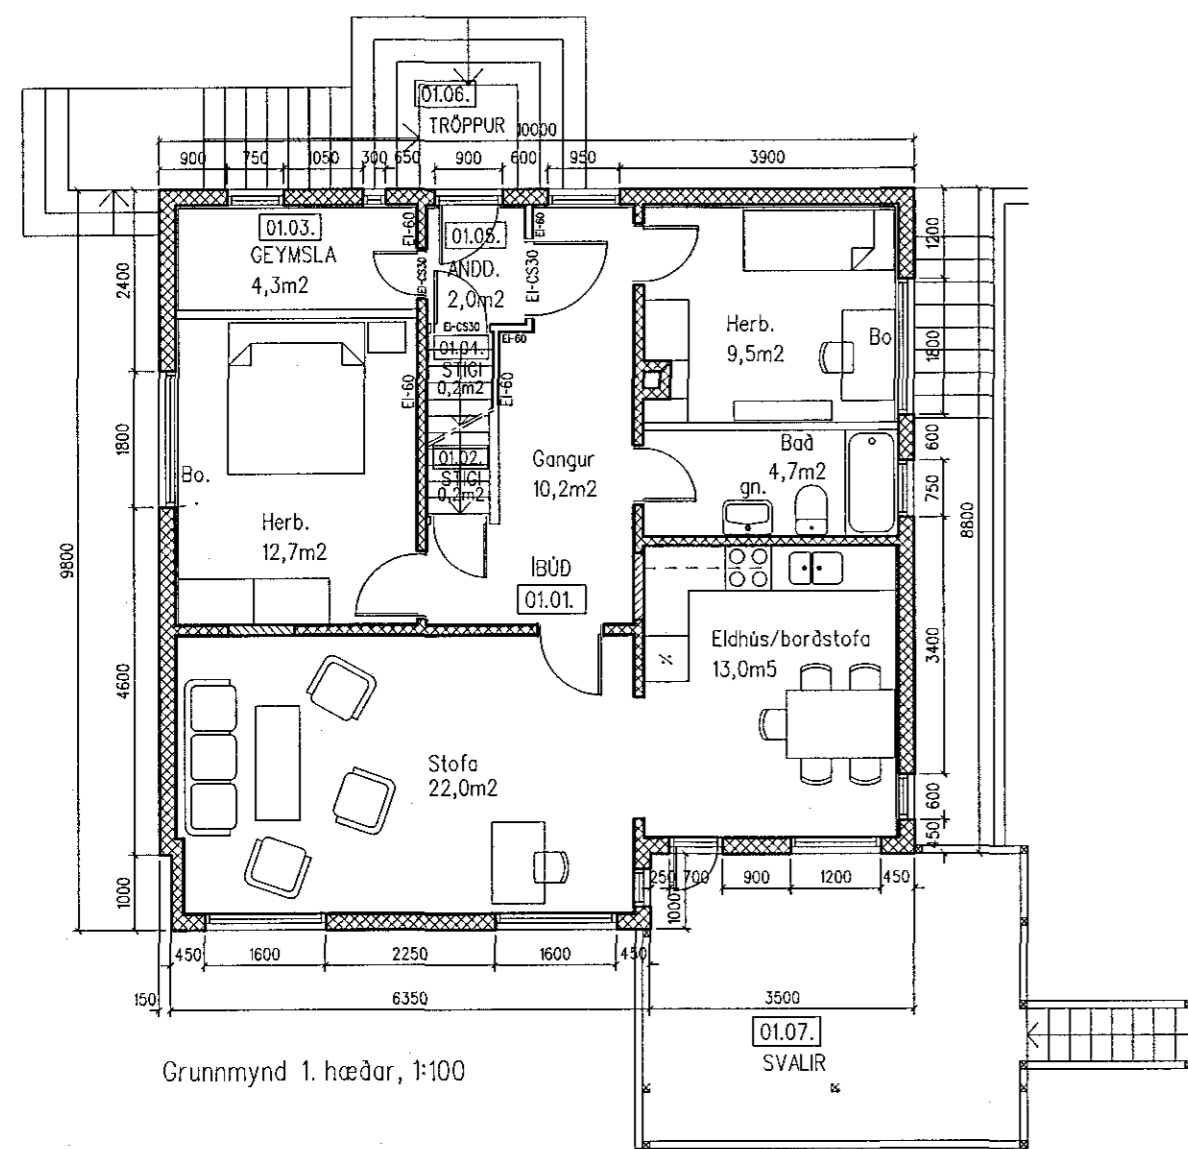 01.06.
TRÖPPUR
10000
900
750
1050
300
650
900
600
950
3900
01.03.
GEYMSLA
4,3m2
EI-60
EI-CS30
01.05.
ANDD.
2,0m2
EI-60
EI-CS30
EI-CS30
EI-60
01.04.
STIGI
0,2m2
EI-60
EI-60
01.02.
STIGI
0,2m2
Herb.
9,5m2
Bo
Bað
4,7m2
gn.
Gangur
10,2m2
Bo.
Herb.
12,7m2
ÍBÚÐ
01.01.
Eldhús/borðstofa
13,0m5
Stofa
22,0m2
2400
1800
4600
1000
9800
1200
1800
600
750
3400
600
450
8800
250
700
900
1200
450
1000
450
1600
2250
1600
450
150
6350
3500
01.07.
SVALIR
Grunnmynd 1. hæðar, 1:100